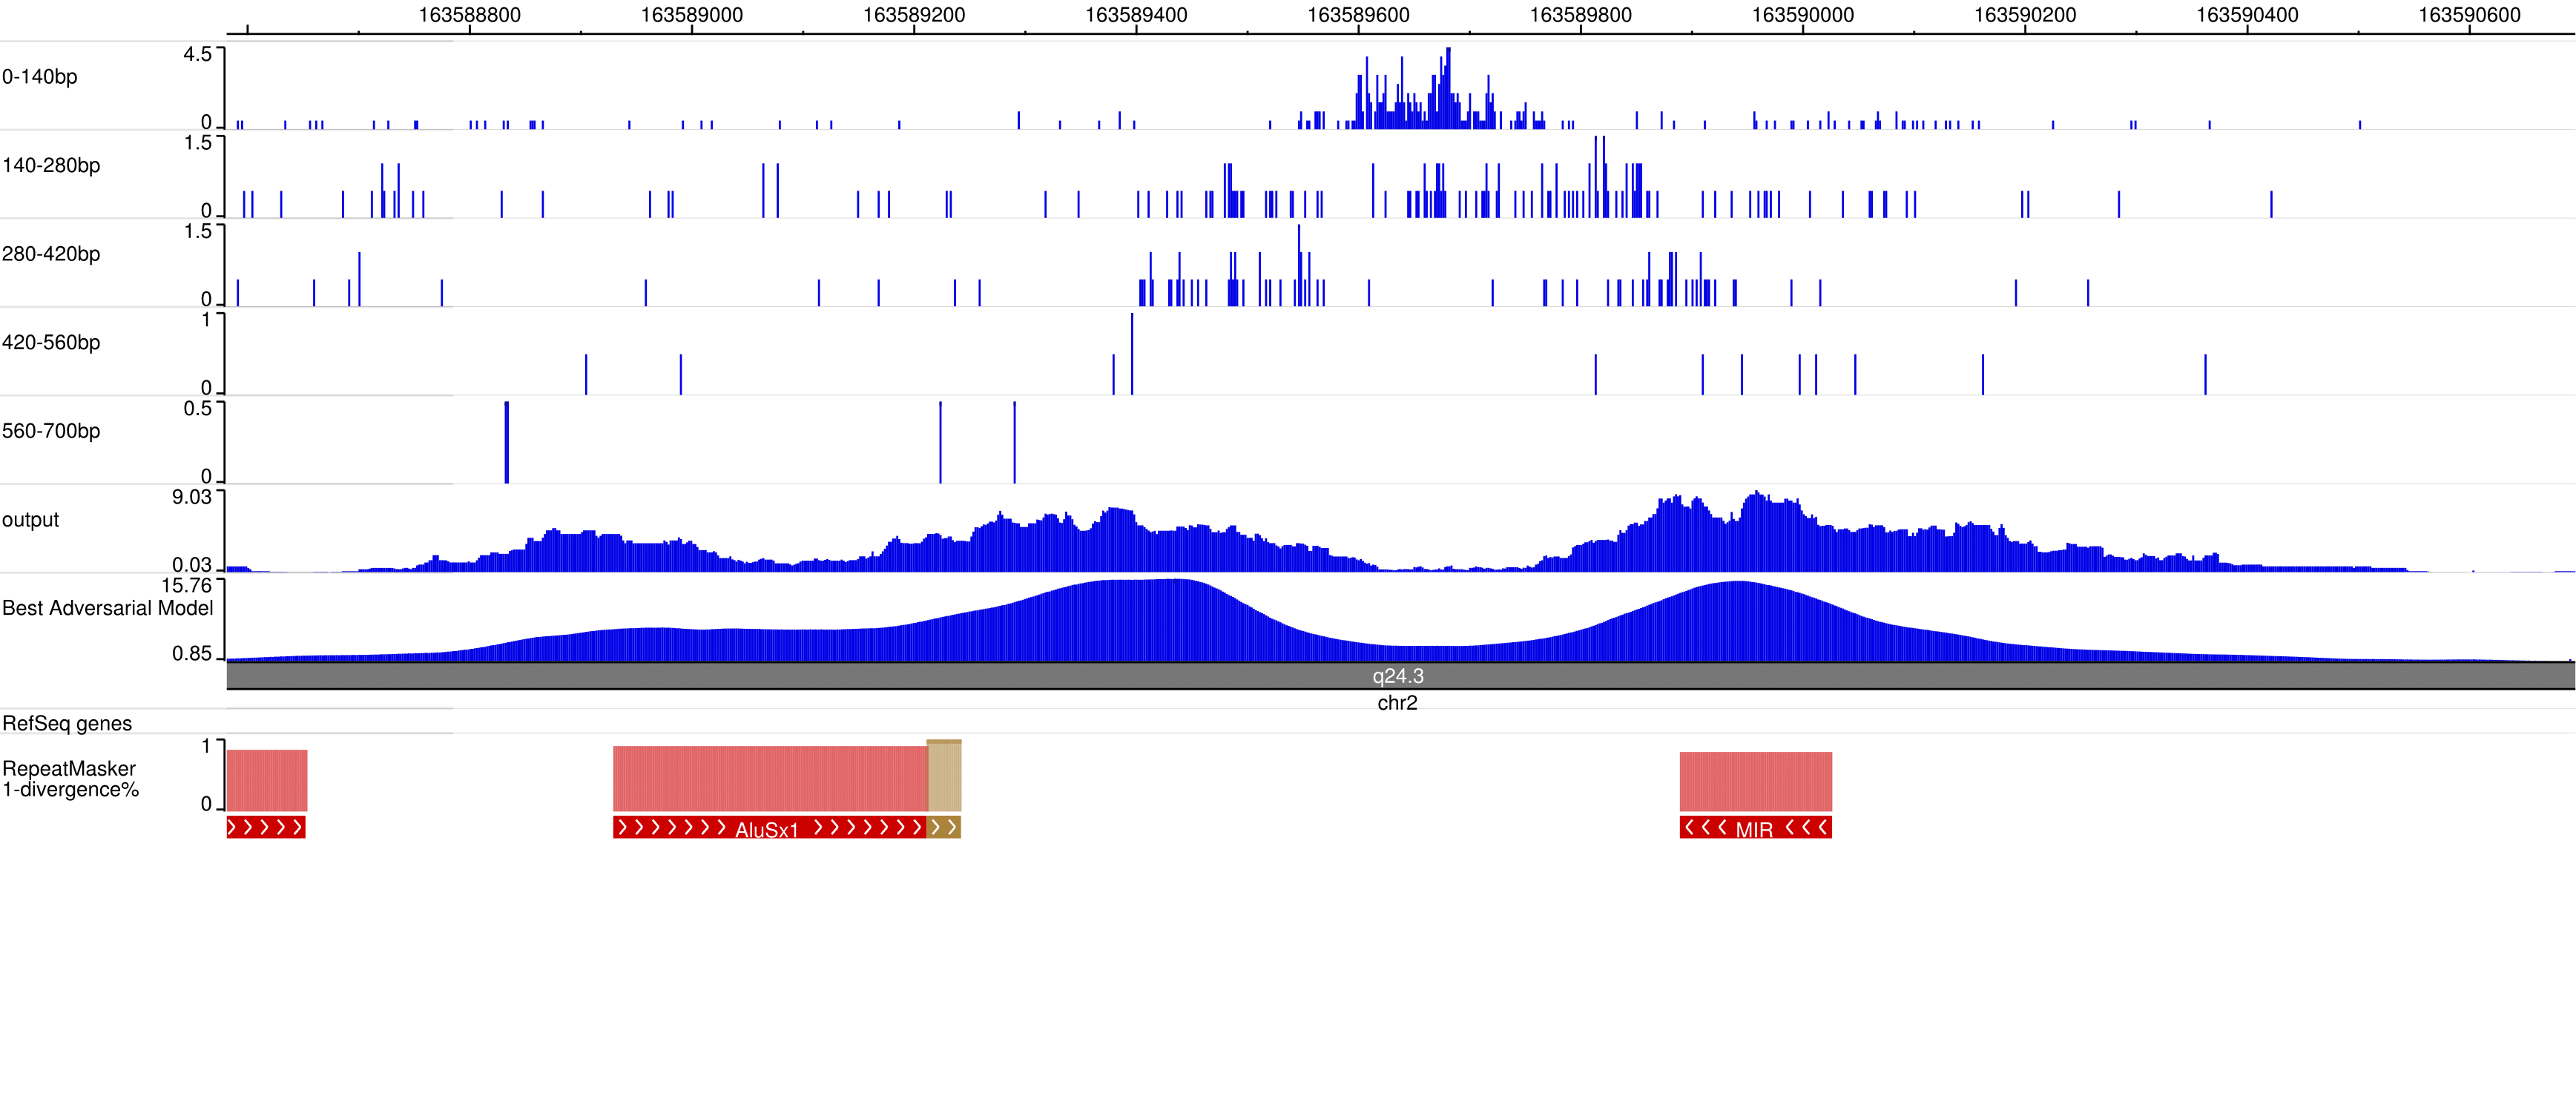 163588800 163589000 163589200 163589400 163589600 163589800 163590000 163590200 163590400 163590600
4.5
0-140bp
0
1.5
140-280bp
0
1.5
280-420bp
0
1
420-560bp
0
0.5
560-700bp
0
9.03
output
0.03
15.76
Best Adversarial Model
0.85
q24.3
chr2
RefSeq genes
1
RepeatMasker
1-divergence%
0
AluSx1 MIR